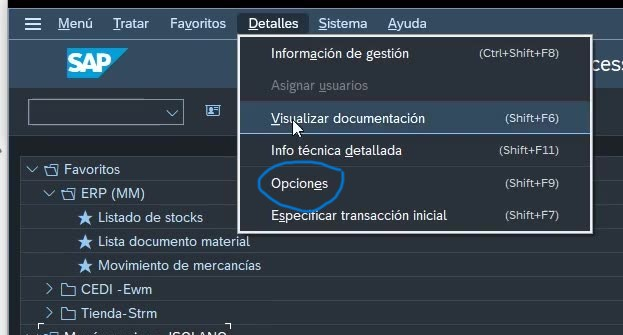 Menú Tratar Favoritos Detalles Sistema Ayuda
SAP
Información de gestión (Ctrl+Shift+F8)
Asignar usuarios
Visualizar documentación (Shift+F6)
Info técnica detallada (Shift+F11)
Opciones (Shift+F9)
Especificar transacción inicial (Shift+F7)
Favoritos
ERP (MM)
Listado de stocks
Lista documento material
Movimiento de mercancías
CEDI -Ewm
Tienda-Strm